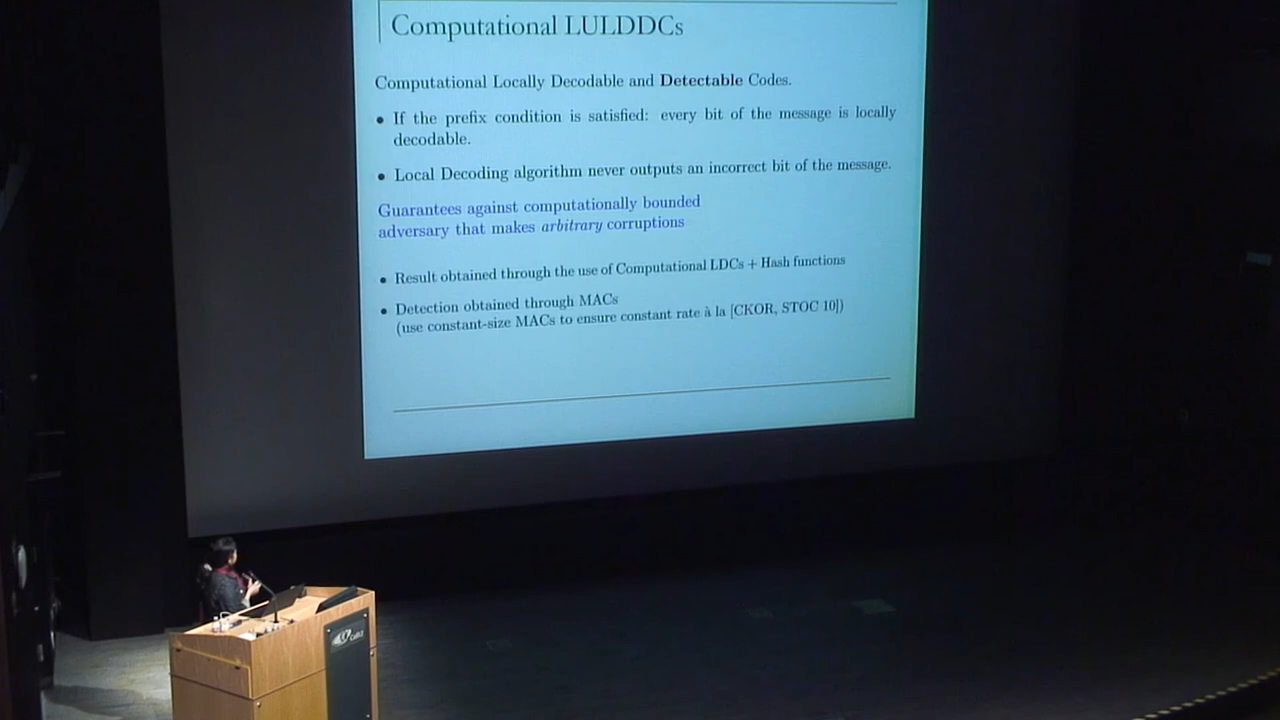 Computational LULDDCs
Computational Locally Decodable and Detectable Codes.
• If the prefix condition is satisfied: every bit of the message is locally
decodable.
• Local Decoding algorithm never outputs an incorrect bit of the message.
Guarantees against computationally bounded
adversary that makes arbitrary corruptions
• Result obtained through the use of Computational LDCs + Hash functions
• Detection obtained through MACs
(use constant-size MACs to ensure constant rate à la [CKOR, STOC 10])